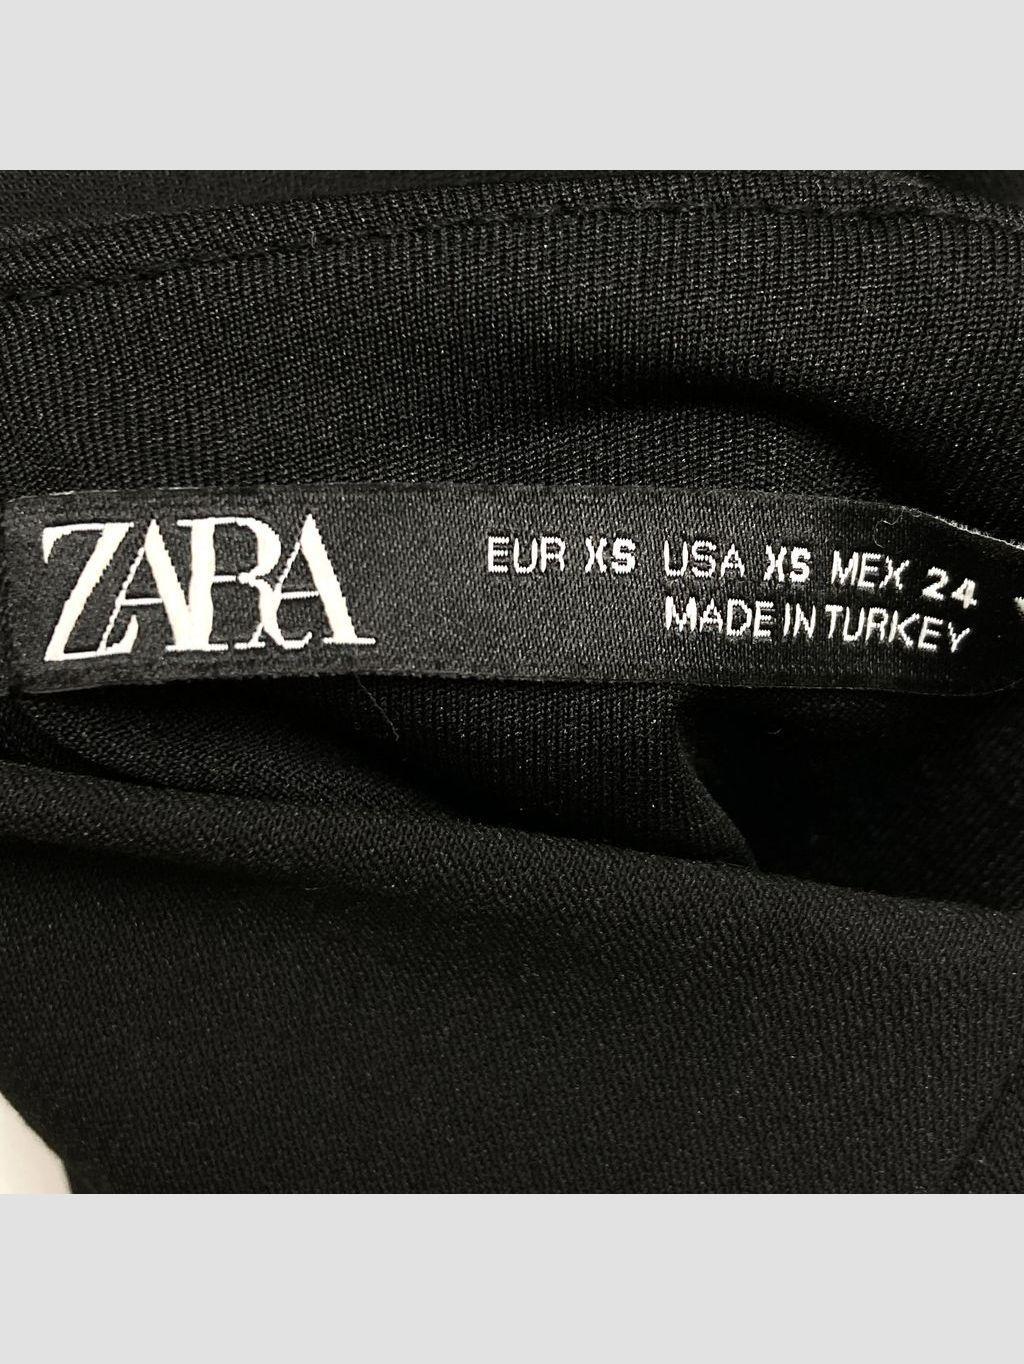 ZARA
EUR XS USA XS MEX 24
MADE IN TURKEY